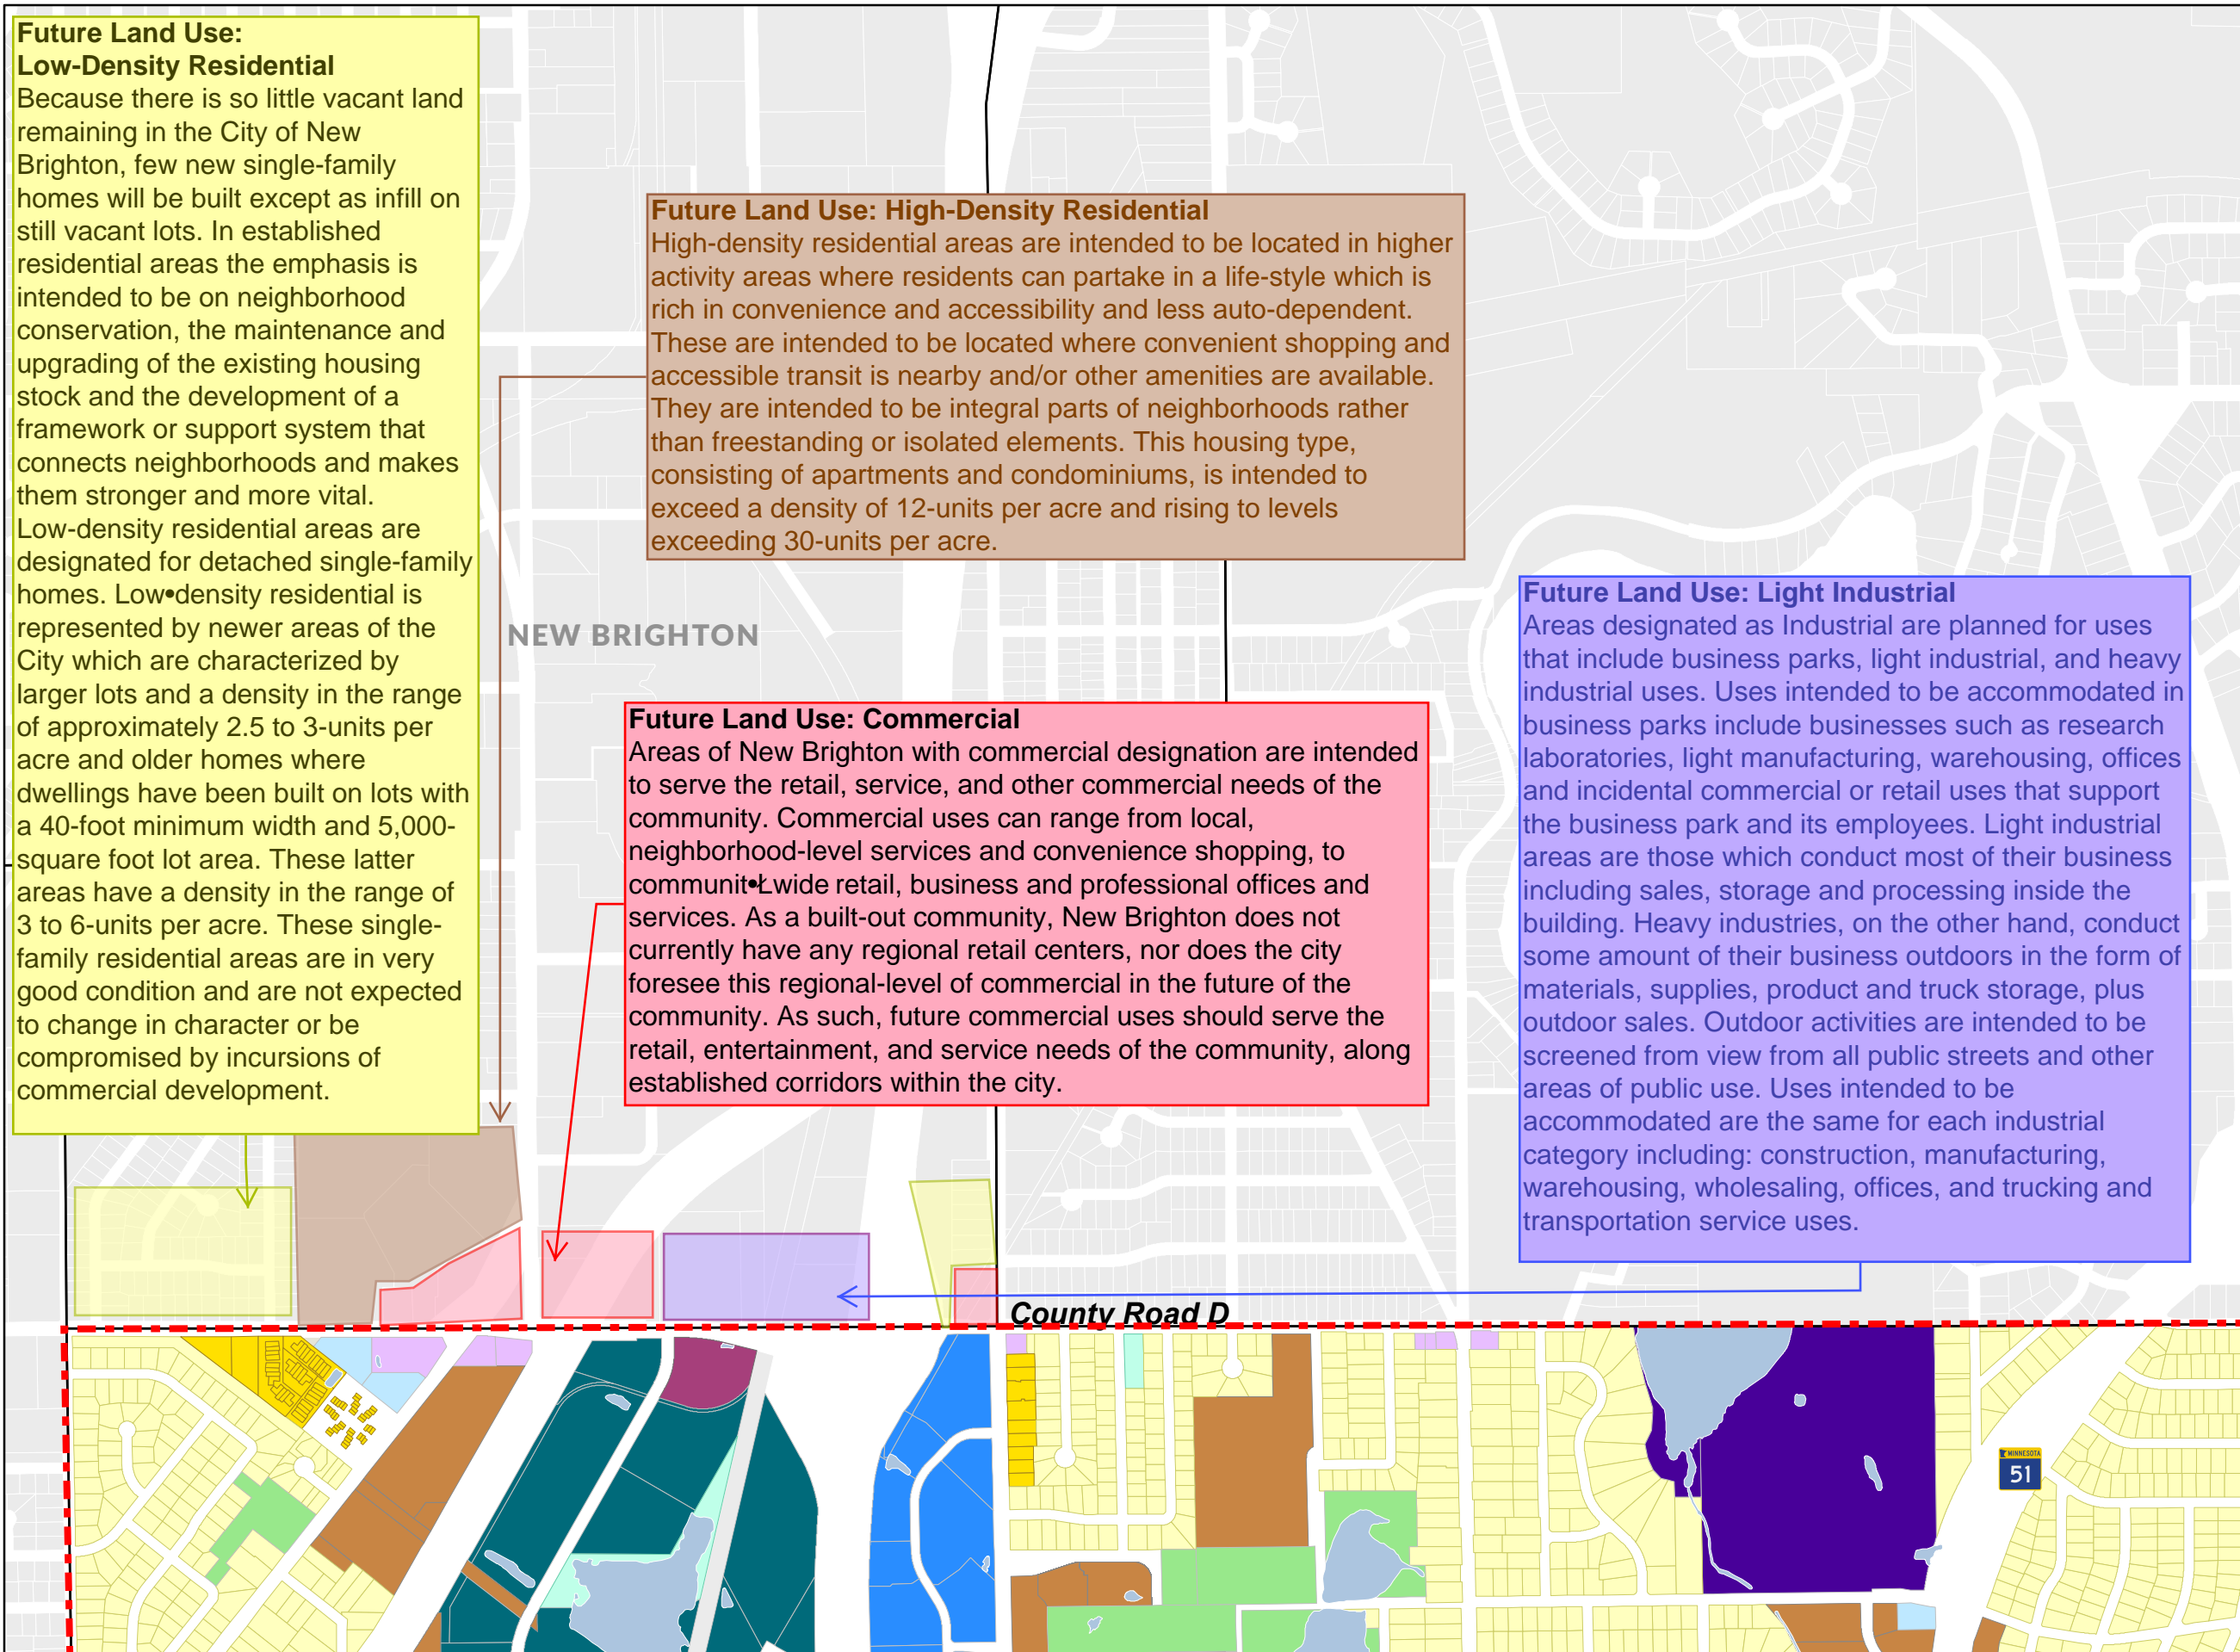 Future Land Use:
Low-Density Residential
Because there is so little vacant land
remaining in the City of New
Brighton, few new single-family
homes will be built except as infill on
still vacant lots. In established
residential areas the emphasis is
intended to be on neighborhood
conservation, the maintenance and
upgrading of the existing housing
stock and the development of a
framework or support system that
connects neighborhoods and makes
them stronger and more vital.
Low-density residential areas are
designated for detached single-family
homes. Low•density residential is
represented by newer areas of the
City which are characterized by
larger lots and a density in the range
of approximately 2.5 to 3-units per
acre and older homes where
dwellings have been built on lots with
a 40-foot minimum width and 5,000-
square foot lot area. These latter
areas have a density in the range of
3 to 6-units per acre. These single-
family residential areas are in very
good condition and are not expected
to change in character or be
compromised by incursions of
commercial development.
Future Land Use: High-Density Residential
High-density residential areas are intended to be located in higher
activity areas where residents can partake in a life-style which is
rich in convenience and accessibility and less auto-dependent.
These are intended to be located where convenient shopping and
accessible transit is nearby and/or other amenities are available.
They are intended to be integral parts of neighborhoods rather
than freestanding or isolated elements. This housing type,
consisting of apartments and condominiums, is intended to
exceed a density of 12-units per acre and rising to levels
exceeding 30-units per acre.
NEW BRIGHTON
Future Land Use: Commercial
Areas of New Brighton with commercial designation are intended
to serve the retail, service, and other commercial needs of the
community. Commercial uses can range from local,
neighborhood-level services and convenience shopping, to
communit•Łwide retail, business and professional offices and
services. As a built-out community, New Brighton does not
currently have any regional retail centers, nor does the city
foresee this regional-level of commercial in the future of the
community. As such, future commercial uses should serve the
retail, entertainment, and service needs of the community, along
established corridors within the city.
Future Land Use: Light Industrial
Areas designated as Industrial are planned for uses
that include business parks, light industrial, and heavy
industrial uses. Uses intended to be accommodated in
business parks include businesses such as research
laboratories, light manufacturing, warehousing, offices
and incidental commercial or retail uses that support
the business park and its employees. Light industrial
areas are those which conduct most of their business
including sales, storage and processing inside the
building. Heavy industries, on the other hand, conduct
some amount of their business outdoors in the form of
materials, supplies, product and truck storage, plus
outdoor sales. Outdoor activities are intended to be
screened from view from all public streets and other
areas of public use. Uses intended to be
accommodated are the same for each industrial
category including: construction, manufacturing,
warehousing, wholesaling, offices, and trucking and
transportation service uses.
County Road D
MINNESOTA
51